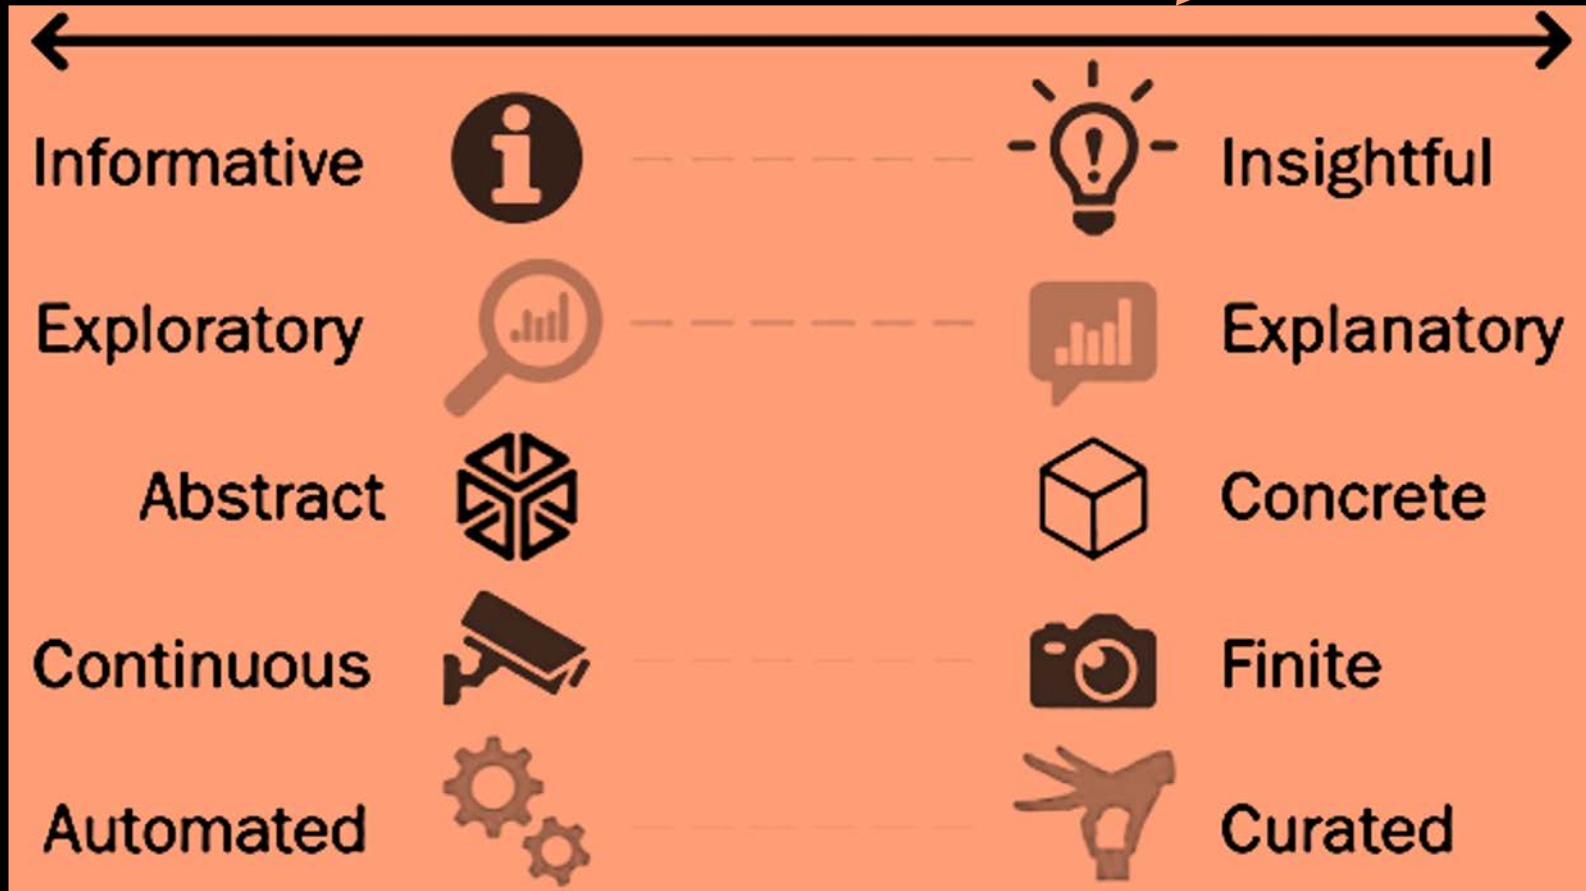 Informative Insightful
Exploratory Explanatory
Abstract Concrete
Continuous Finite
Automated Curated